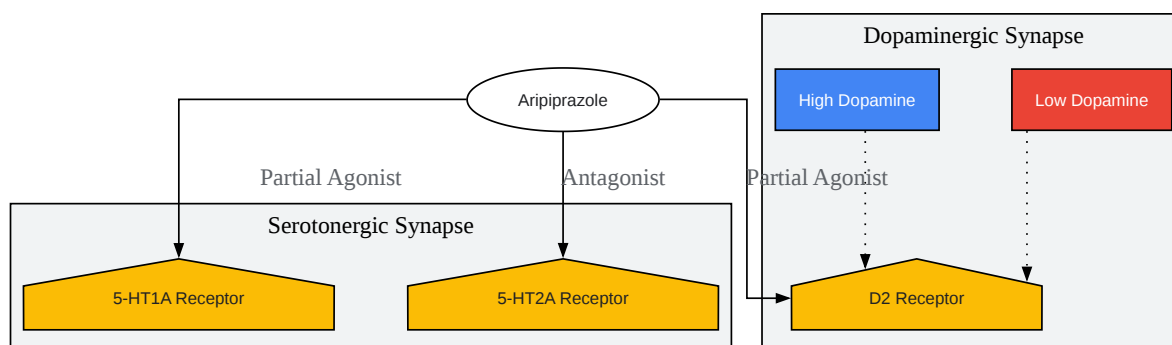 Dopaminergic Synapse
High Dopamine
Low Dopamine
Aripiprazole
Partial Agonist
Antagonist
Partial Agonist
Serotonergic Synapse
5-HT1A Receptor
5-HT2A Receptor
D2 Receptor